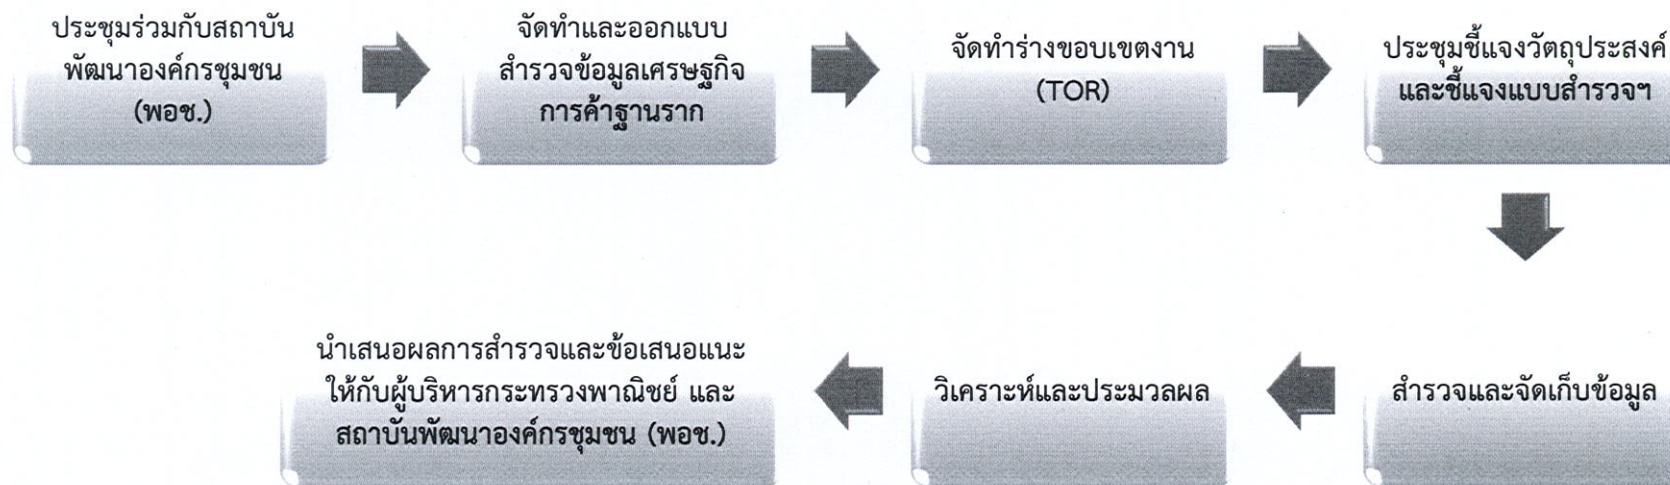 ประชุมร่วมกับสถาบัน
พัฒนาองค์กรชุมชน
(พอช.)
จัดทำและออกแบบ
สำรวจข้อมูลเศรษฐกิจ
การค้าฐานราก
จัดทำร่างขอบเขตงาน
(TOR)
ประชุมชี้แจงวัตถุประสงค์
และชี้แจงแบบสำรวจฯ
สำรวจและจัดเก็บข้อมูล
วิเคราะห์และประมวลผล
นำเสนอผลการสำรวจและข้อเสนอแนะ
ให้กับผู้บริหารกระทรวงพาณิชย์ และ
สถาบันพัฒนาองค์กรชุมชน (พอช.)